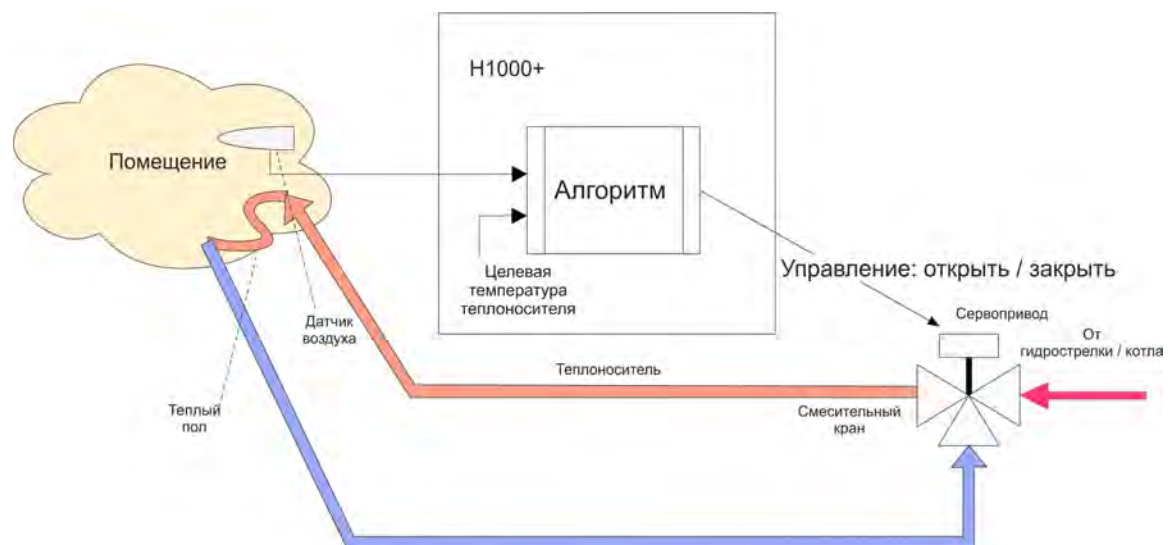 H1000+
Помещение
Алгоритм
Целевая
температура
теплоносителя
Управление: открыть / закрыть
Датчик
воздуха
Сервопривод
От
гидрострелки / котла
Теплоноситель
Теплый
пол
Смесительный
кран